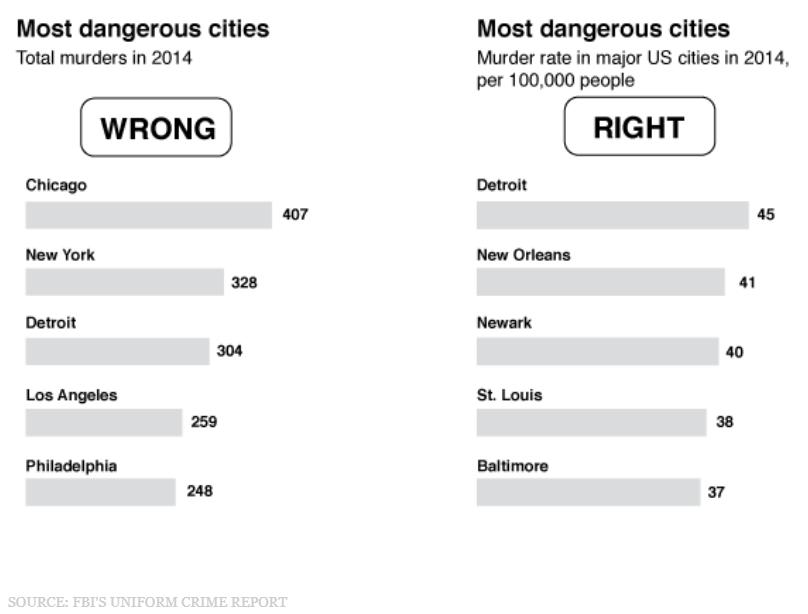 Most dangerous cities
Total murders in 2014
WRONG
Chicago
407
New York
328
Detroit
304
Los Angeles
259
Philadelphia
248
Most dangerous cities
Murder rate in major US cities in 2014,
per 100,000 people
RIGHT
Detroit
45
New Orleans
41
Newark
40
St. Louis
38
Baltimore
37
SOURCE: FBI'S UNIFORM CRIME REPORT